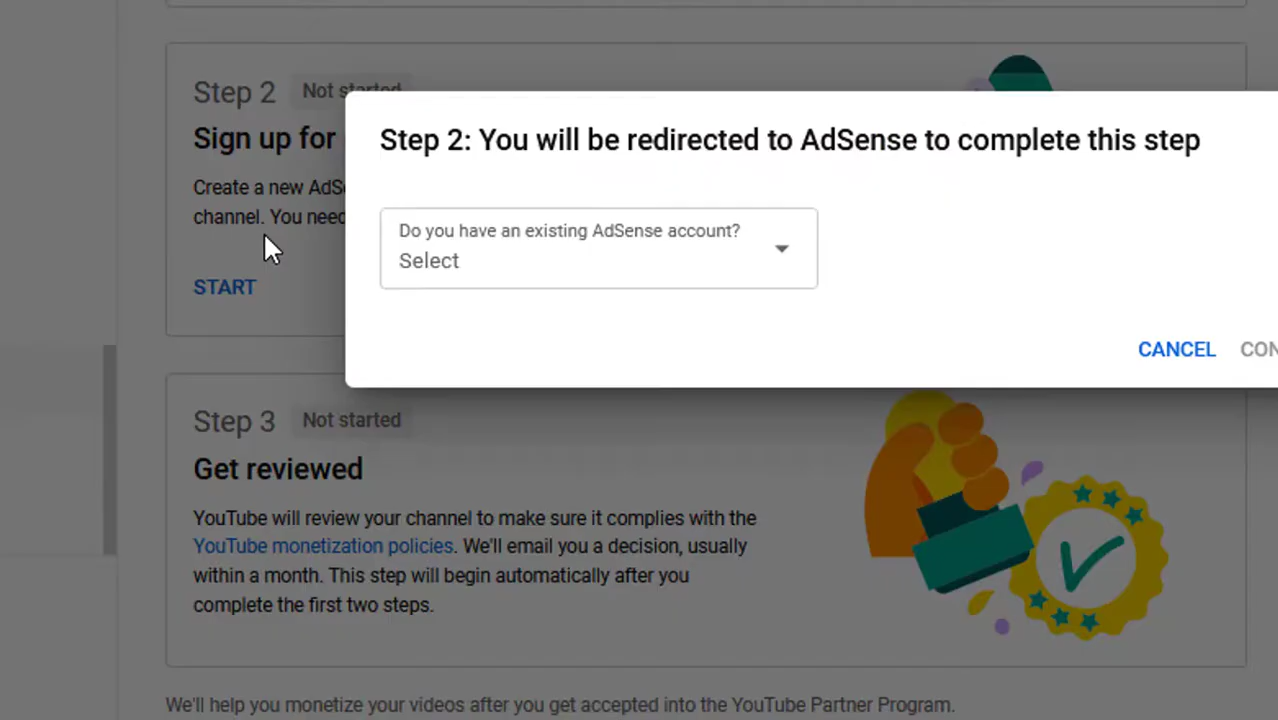 Step 2
Not started
Step 2: You will be redirected to AdSense to complete this step
Sign up for
Create a new AdSe
channel. You need
Do you have an existing AdSense account?
Select
START
CANCEL
CON
Step 3
Not started
Get reviewed
YouTube will review your channel to make sure it complies with the
YouTube monetization policies. We'll email you a decision, usually
within a month. This step will begin automatically after you
complete the first two steps.
We'll help you monetize your videos after you get accepted into the YouTube Partner Program.